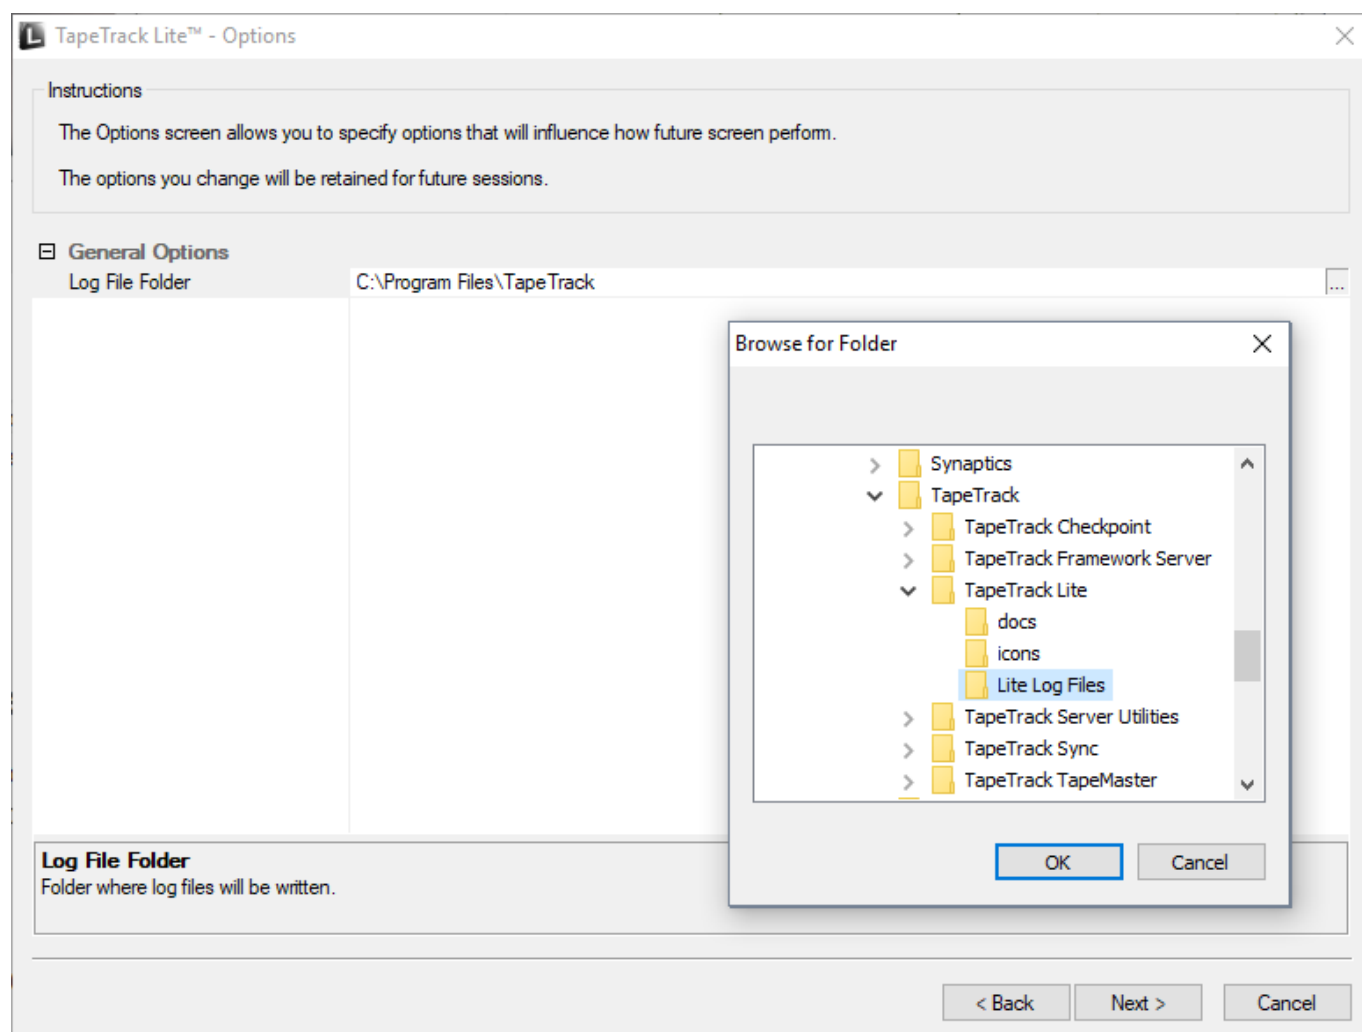 TapeTrack Lite™ - Options
Instructions
The Options screen allows you to specify options that will influence how future screen perform.
The options you change will be retained for future sessions.
General Options
Log File Folder
C:\Program Files\TapeTrack
...
Browse for Folder
Synaptics
TapeTrack
TapeTrack Checkpoint
TapeTrack Framework Server
TapeTrack Lite
docs
icons
Lite Log Files
TapeTrack Server Utilities
TapeTrack Sync
TapeTrack TapeMaster
OK
Cancel
Log File Folder
Folder where log files will be written.
< Back
Next >
Cancel